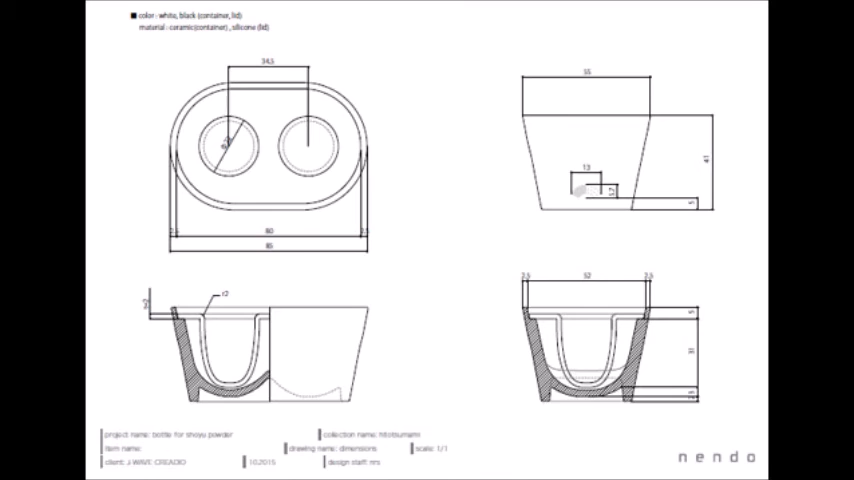 ■ color : white, black (container, lid)
material : ceramic(container) , silicone (lid)
34,5
55
41
13
5
80
85
r2
2.5 52 2.5
5
31
project name: bottle for shoyu powder
collection name: hitotsumami
item name:
drawing name: dimensions
scale: 1/1
client: J-WAVE CREADIO
10.2015
design staff: nrs
nendo